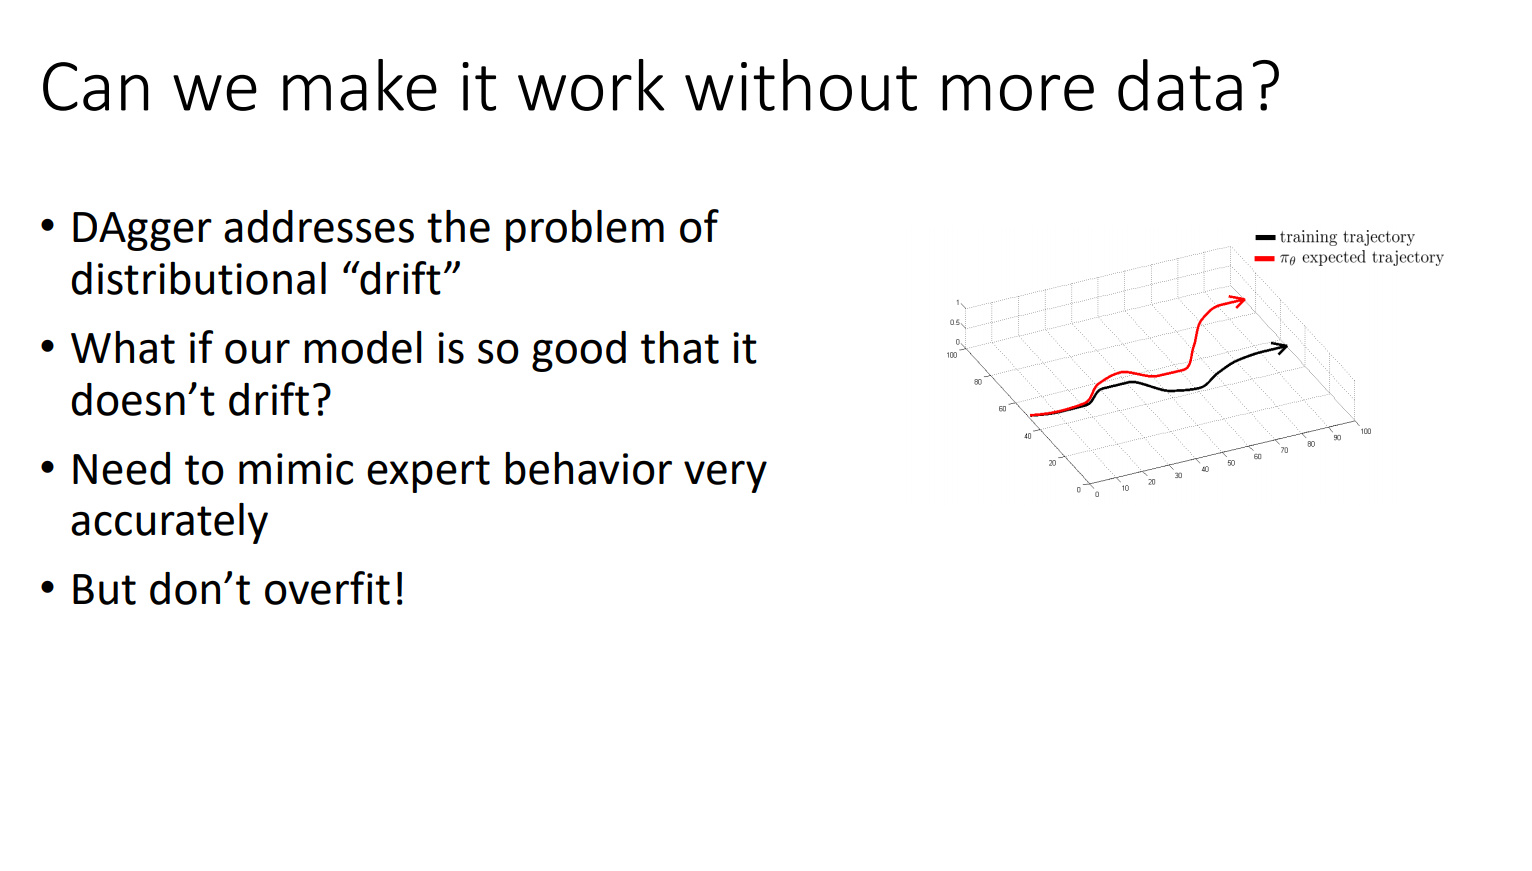 Can we make it work without more data?
• DAgger addresses the problem of
distributional “drift”
• What if our model is so good that it
doesn’t drift?
• Need to mimic expert behavior very
accurately
• But don’t overfit!
training trajectory
πθ expected trajectory
1
0.5
0
100
80
60
40
20
0
0
10
20
30
40
50
60
70
80
90
100